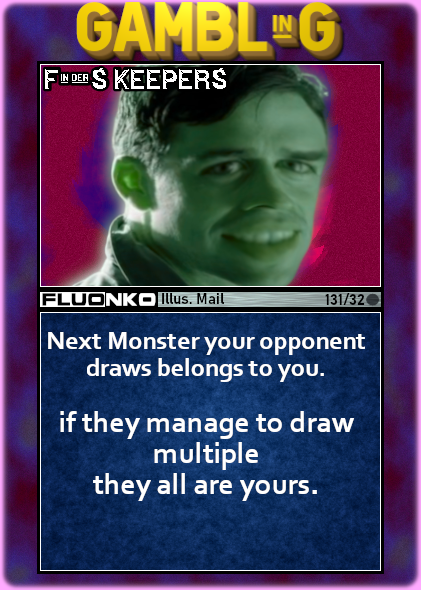 GAMBLinG
FinderS KEEPERS
FLUONKO Illus. Mail 131/32
Next Monster your opponent
draws belongs to you.
if they manage to draw
multiple
they all are yours.